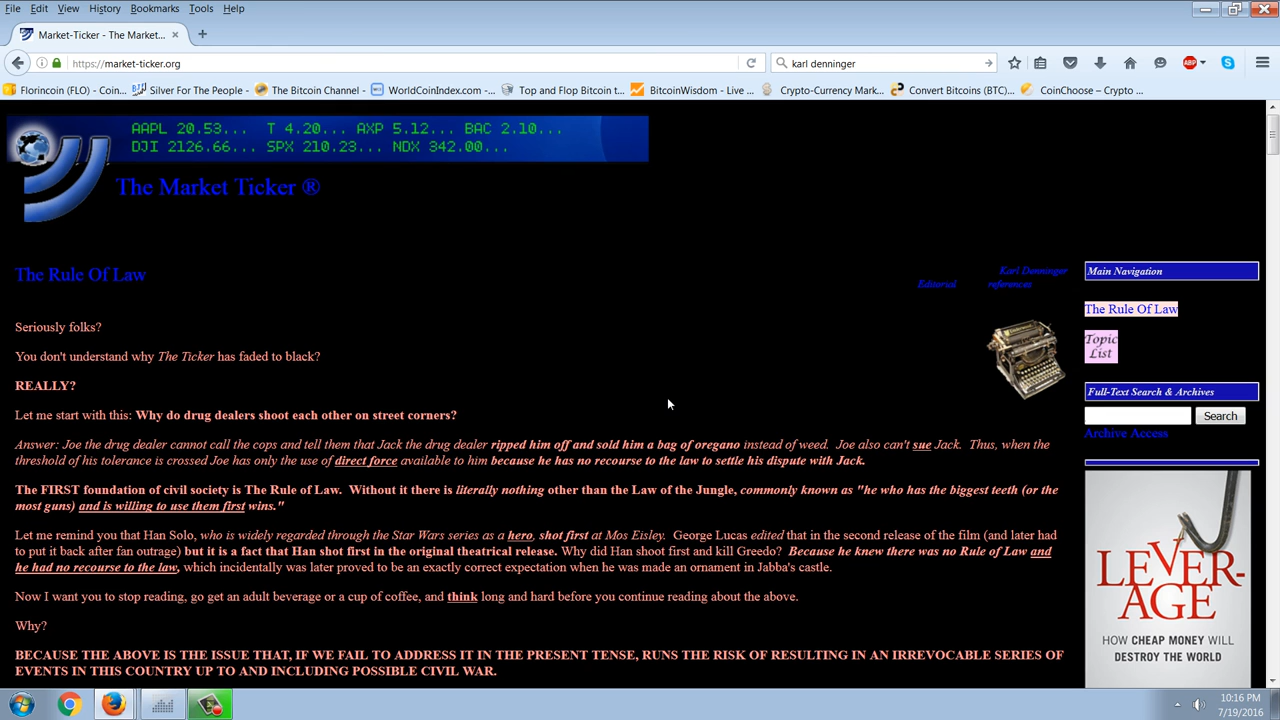 File Edit View History Bookmarks Tools Help
Market-Ticker - The Market...
https://market-ticker.org
karl denninger
ABP
Florincoin (FLO) - Coin... Silver For The People - The Bitcoin Channel - WorldCoinIndex.com -... Top and Flop Bitcoin t... BitcoinWisdom - Live ... Crypto-Currency Mark... Convert Bitcoins (BTC)... CoinChoose – Crypto ...
AAPL 20.53... T 4.20... AXP 5.12... BAC 2.10...
DJI 2126.66... SPX 210.23... NDX 342.00...
The Market Ticker ®
The Rule Of Law
Karl Denninger
Editorial references
Seriously folks?
You don't understand why The Ticker has faded to black?
REALLY?
Let me start with this: Why do drug dealers shoot each other on street corners?
Answer: Joe the drug dealer cannot call the cops and tell them that Jack the drug dealer ripped him off and sold him a bag of oregano instead of weed. Joe also can't sue Jack. Thus, when the
threshold of his tolerance is crossed Joe has only the use of direct force available to him because he has no recourse to the law to settle his dispute with Jack.
The FIRST foundation of civil society is The Rule of Law. Without it there is literally nothing other than the Law of the Jungle, commonly known as "he who has the biggest teeth (or the
most guns) and is willing to use them first wins."
Let me remind you that Han Solo, who is widely regarded through the Star Wars series as a hero, shot first at Mos Eisley. George Lucas edited that in the second release of the film (and later had
to put it back after fan outrage) but it is a fact that Han shot first in the original theatrical release. Why did Han shoot first and kill Greedo? Because he knew there was no Rule of Law and
he had no recourse to the law, which incidentally was later proved to be an exactly correct expectation when he was made an ornament in Jabba's castle.
Now I want you to stop reading, go get an adult beverage or a cup of coffee, and think long and hard before you continue reading about the above.
Why?
BECAUSE THE ABOVE IS THE ISSUE THAT, IF WE FAIL TO ADDRESS IT IN THE PRESENT TENSE, RUNS THE RISK OF RESULTING IN AN IRREVOCABLE SERIES OF
EVENTS IN THIS COUNTRY UP TO AND INCLUDING POSSIBLE CIVIL WAR.
Main Navigation
The Rule Of Law
Topic
List
Full-Text Search & Archives
Search
Archive Access
LEVER-
AGE
HOW CHEAP MONEY WILL
DESTROY THE WORLD
10:16 PM
7/19/2016